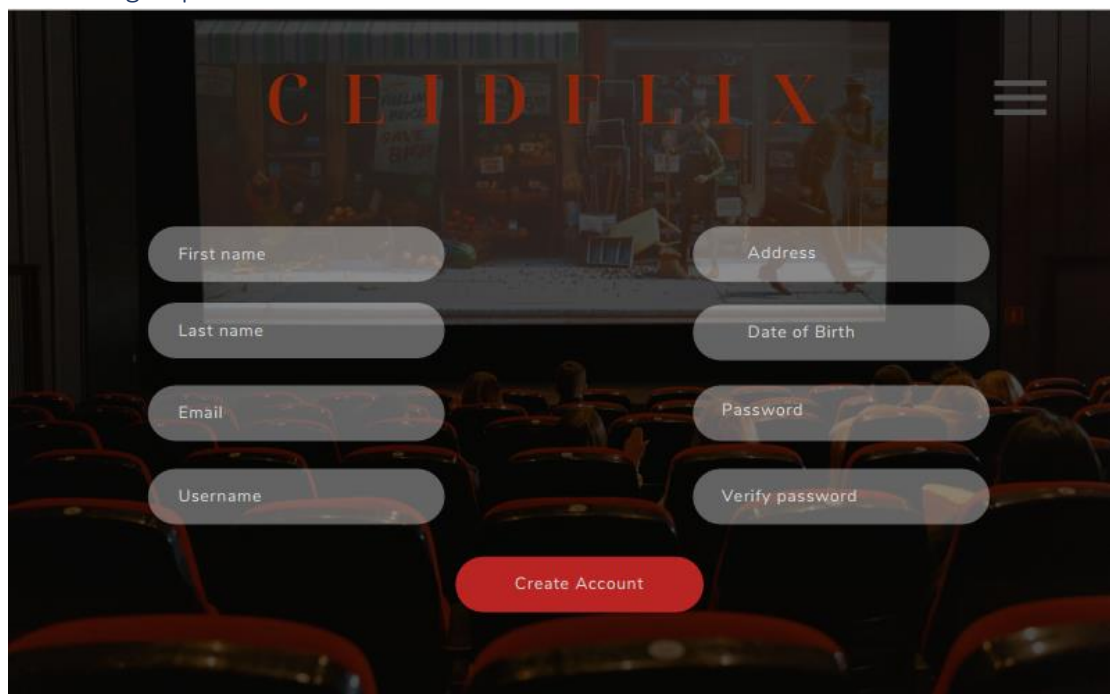 CEIDFLIX
First name
Address
Last name
Date of Birth
Email
Password
Username
Verify password
Create Account